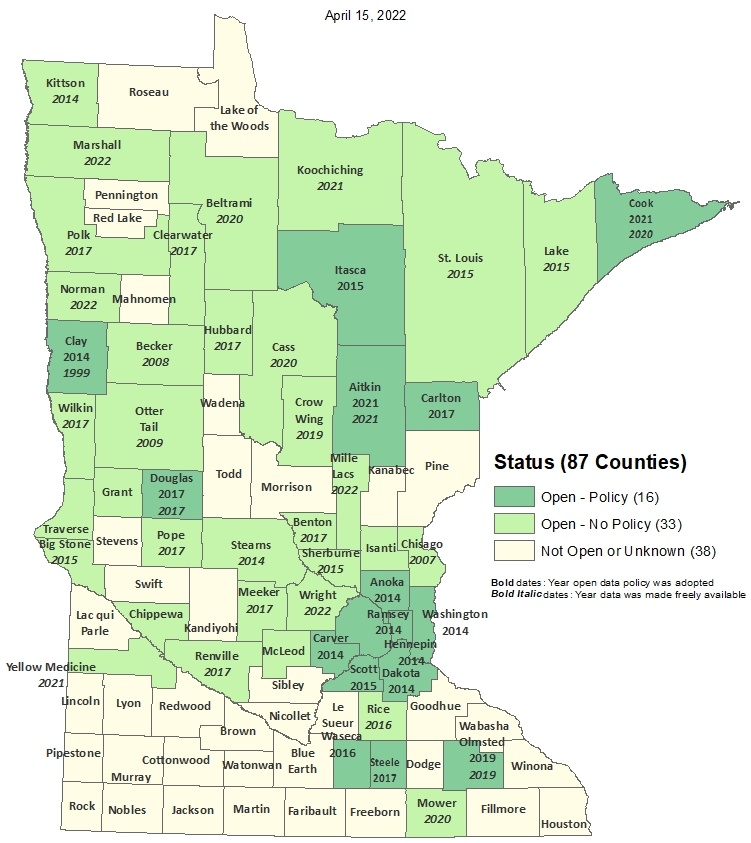 April 15, 2022
Kittson
2014
Roseau
Lake of
the Woods
Marshall
2022
Koochiching
2021
Pennington
Red Lake
Beltrami
2020
Cook
2021
2020
Polk
2017
Clearwater
2017
St. Louis
2015
Lake
2015
Itasca
2015
Norman
2022
Mahnomen
Hubbard
2017
Cass
2020
Clay
2014
1999
Becker
2008
Aitkin
2021
2021
Carlton
2017
Wilkin
2017
Otter
Tail
2009
Wadena
Crow
Wing
2019
Mille
Lacs
2022
Kanabec
Pine
Todd
Morrison
Grant
Douglas
2017
2017
Status (87 Counties)
Open - Policy (16)
Open - No Policy (33)
Not Open or Unknown (38)
Bold dates: Year open data policy was adopted
Bold Italic dates: Year data was made freely available
Traverse
Big Stone
2015
Stevens
Pope
2017
Stearns
2014
Benton
2017
Sherburne
2015
Isanti
Chisago
2007
Swift
Meeker
2017
Wright
2022
Anoka
2014
Lac qui
Parle
Chippewa
Kandiyohi
Ramsey
2014
Washington
2014
Hennepin
2014
Carver
2014
McLeod
Renville
2017
Yellow Medicine
2021
Scott
2015
Dakota
2014
Sibley
Lincoln
Lyon
Redwood
Nicollet
Le
Sueur
Rice
2016
Goodhue
Wabasha
Brown
Waseca
2016
Olmsted
2019
2019
Pipestone
Murray
Cottonwood
Watonwan
Blue
Earth
Steele
2017
Dodge
Winona
Rock
Nobles
Jackson
Martin
Faribault
Freeborn
Mower
2020
Fillmore
Houston